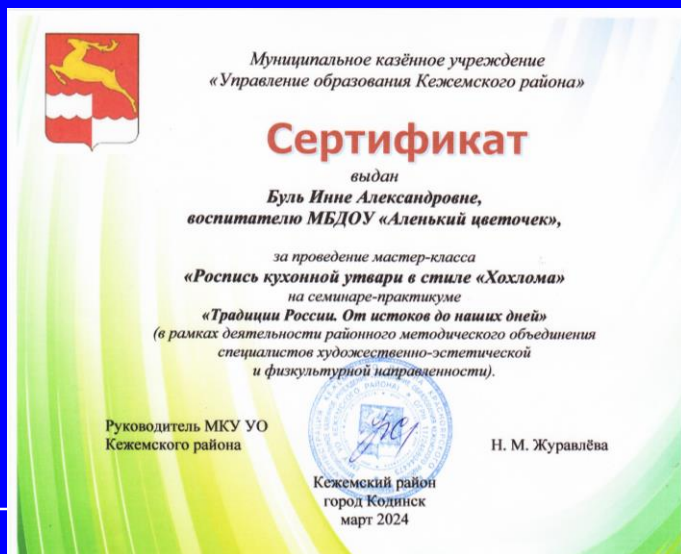 Муниципальное казённое учреждение
«Управление образования Кежемского района»
Сертификат
выдан
Буль Инне Александровне,
воспитателю МБДОУ «Аленький цветочек»,
за проведение мастер-класса
«Роспись кухонной утвари в стиле «Хохлома»
на семинаре-практикуме
«Традиции России. От истоков до наших дней»
(в рамках деятельности районного методического объединения
специалистов художественно-эстетической
и физкультурной направленности).
Руководитель МКУ УО
Кежемского района
Н. М. Журавлёва
Кежемский район
город Кодинск
март 2024